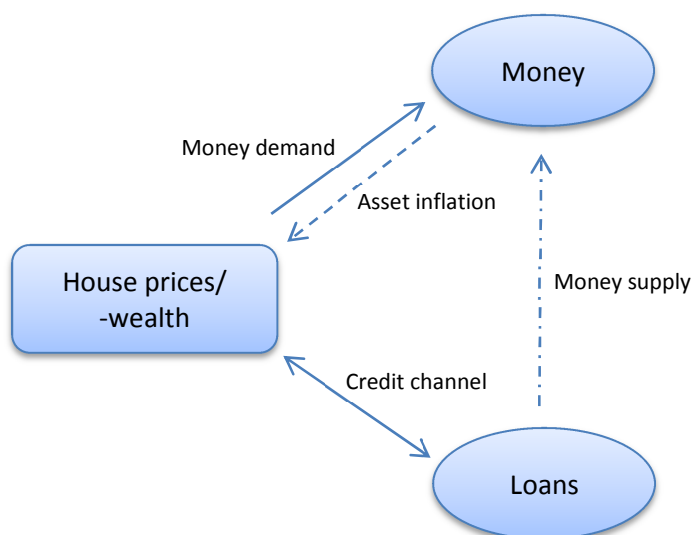 Money
Money demand
Asset inflation
House prices/
-wealth
Money supply
Credit channel
Loans